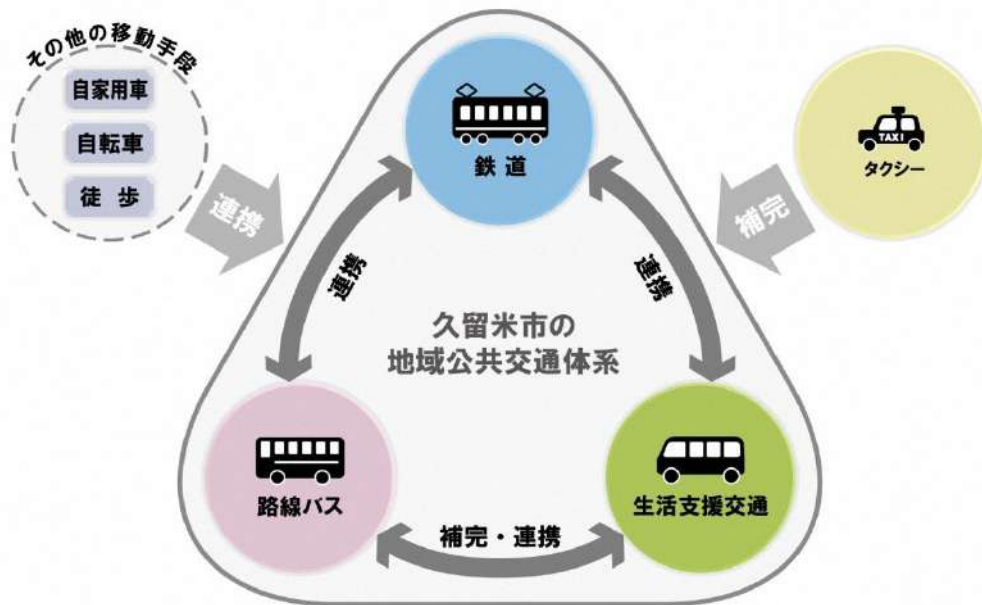 その他の移動手段
自家用車
自転車
徒歩
連携
鉄道
TAXI
タクシー
補完
連携
連携
久留米市の
地域公共交通体系
路線バス
生活支援交通
補完・連携